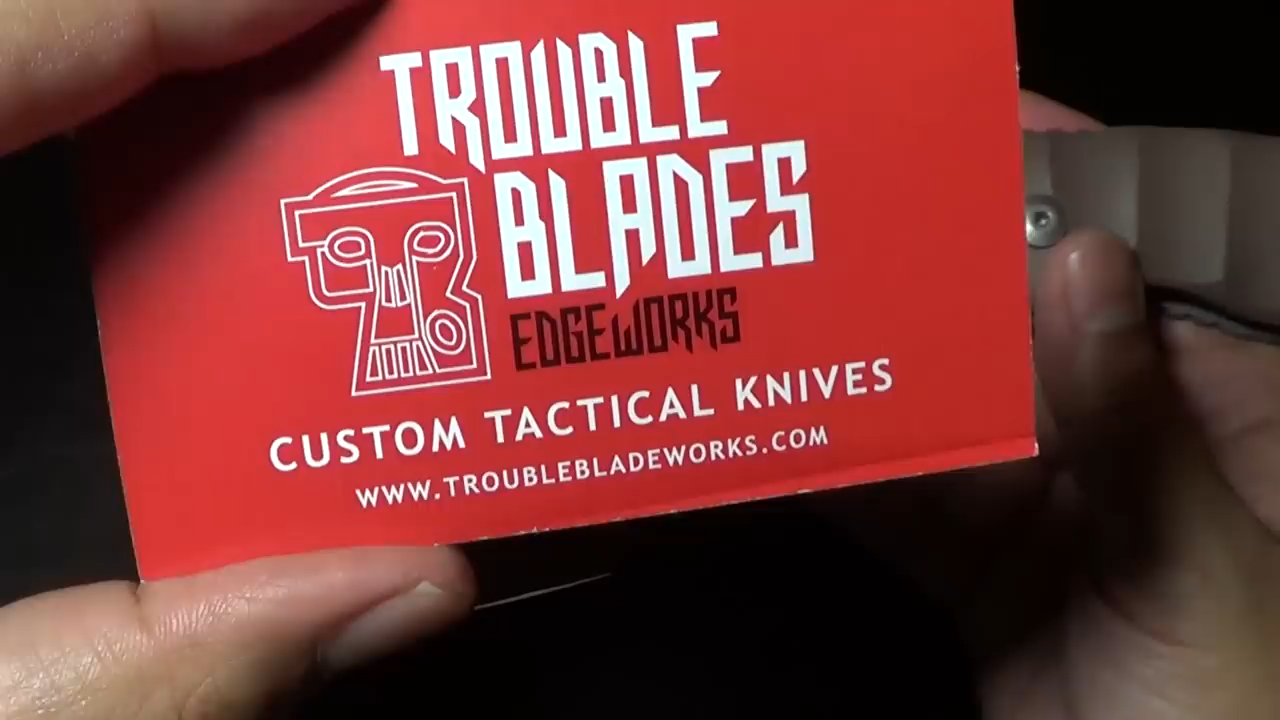 TROUBLE
BLADES
EDGEWORKS
CUSTOM TACTICAL KNIVES
WWW.TROUBLEBLADEWORKS.COM